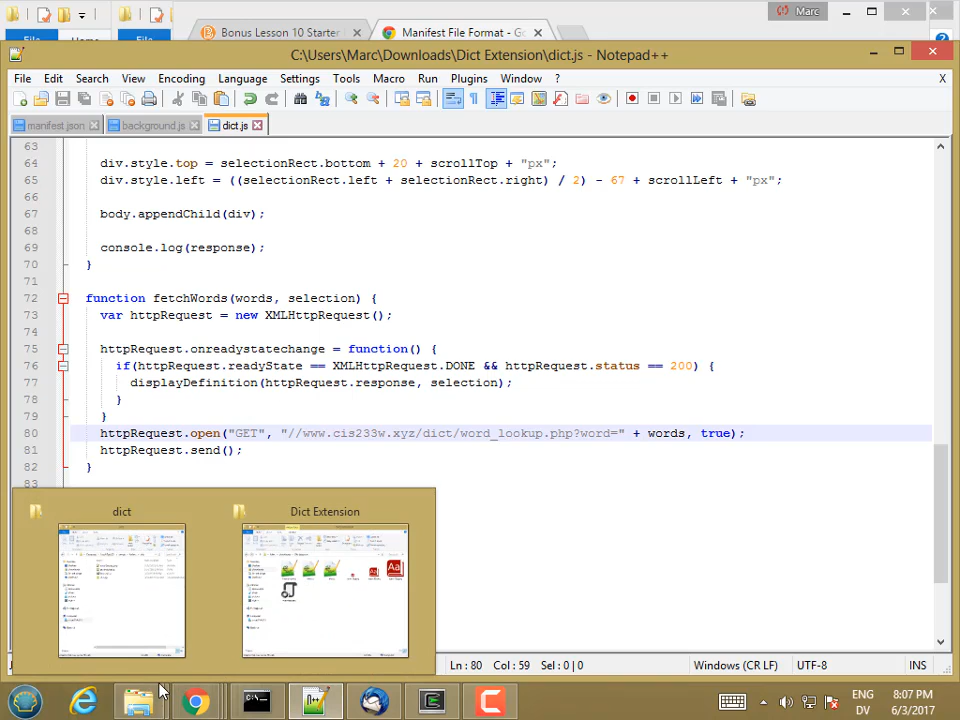 Bonus Lesson 10 Starter
Manifest File Format - Go
Marc
C:\Users\Marc\Downloads\Dict Extension\dict.js - Notepad++
File Edit Search View Encoding Language Settings Tools Macro Run Plugins Window ? X
manifest.json background.js dict.js
63
64 div.style.top = selectionRect.bottom + 20 + scrollTop + "px";
65 div.style.left = ((selectionRect.left + selectionRect.right) / 2) - 67 + scrollLeft + "px";
66
67 body.appendChild(div);
68
69 console.log(response);
70 }
71
72 function fetchWords(words, selection) {
73 var httpRequest = new XMLHttpRequest();
74
75 httpRequest.onreadystatechange = function() {
76 if(httpRequest.readyState == XMLHttpRequest.DONE && httpRequest.status == 200) {
77 displayDefinition(httpRequest.response, selection);
78 }
79 }
80 httpRequest.open("GET", "//www.cis233w.xyz/dict/word_lookup.php?word=" + words, true);
81 httpRequest.send();
82 }
83
dict Dict Extension
Ln : 80 Col : 59 Sel : 0 | 0 Windows (CR LF) UTF-8 INS
ENG 8:07 PM
DV 6/3/2017